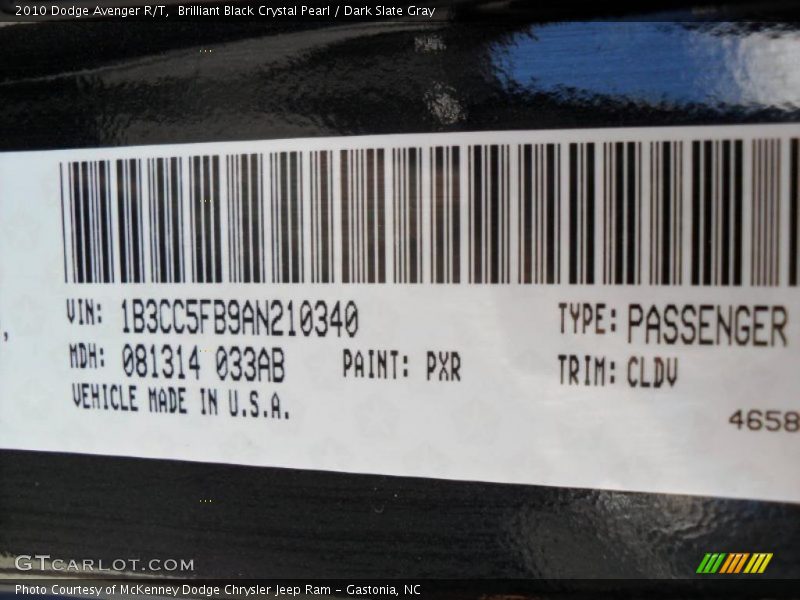 2010 Dodge Avenger R/T,  Brilliant Black Crystal Pearl / Dark Slate Gray
VIN: 1B3CC5FB9AN210340 TYPE: PASSENGER
MDH: 081314 033AB PAINT: PXR TRIM: CLDV
VEHICLE MADE IN U.S.A.
4658
GTCARLOT.COM
Photo Courtesy of McKenney Dodge Chrysler Jeep Ram – Gastonia, NC